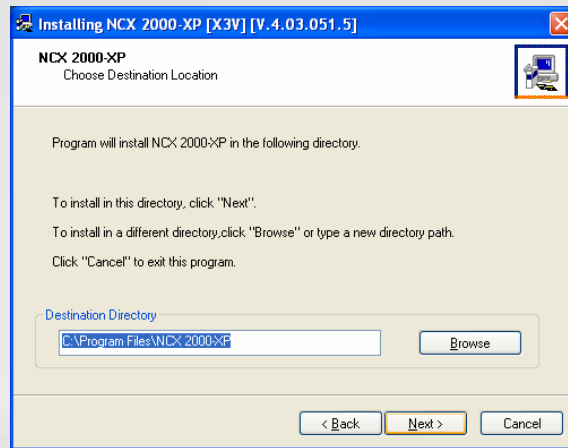 Installing NCX 2000-XP [X3V] [V.4.03.051.5]
NCX 2000-XP
Choose Destination Location
Program will install NCX 2000-XP in the following directory.
To install in this directory, click "Next".
To install in a different directory,click "Browse" or type a new directory path.
Click "Cancel" to exit this program.
Destination Directory
C:\Program Files\NCX 2000-XP
Browse
< Back
Next >
Cancel